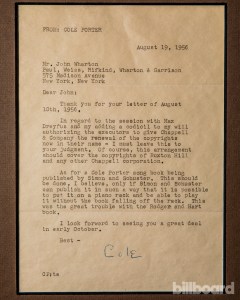 FROM: COLE PORTER
August 19, 1956
Mr. John Wharton
Paul, Weiss, Rifkind, Wharton & Garrison
575 Madison Avenue
New York, New York
Dear John:
Thank you for your letter of August
10th, 1956.
In regard to the session with Max
Dreyfus and my adding a codicil to my will
authorizing the executors to give Chappell
& Company the renewal of the copyrights
now in their name - I must leave this to
your judgment. Of course, this arrangement
should cover the copyrights of Buxton Hill
and any other Chappell corporation.
As for a Cole Porter song book being
published by Simon and Schuster. This should
be done, I believe, only if Simon and Schuster
can publish it in such a way that it is possible
to put it on a piano rack and be able to play
it without the book falling off the rack. This
was the great trouble with the Rodgers and Hart
book.
I look forward to seeing you a great deal
in early October.
Best -
Cole
CP:te
billboard